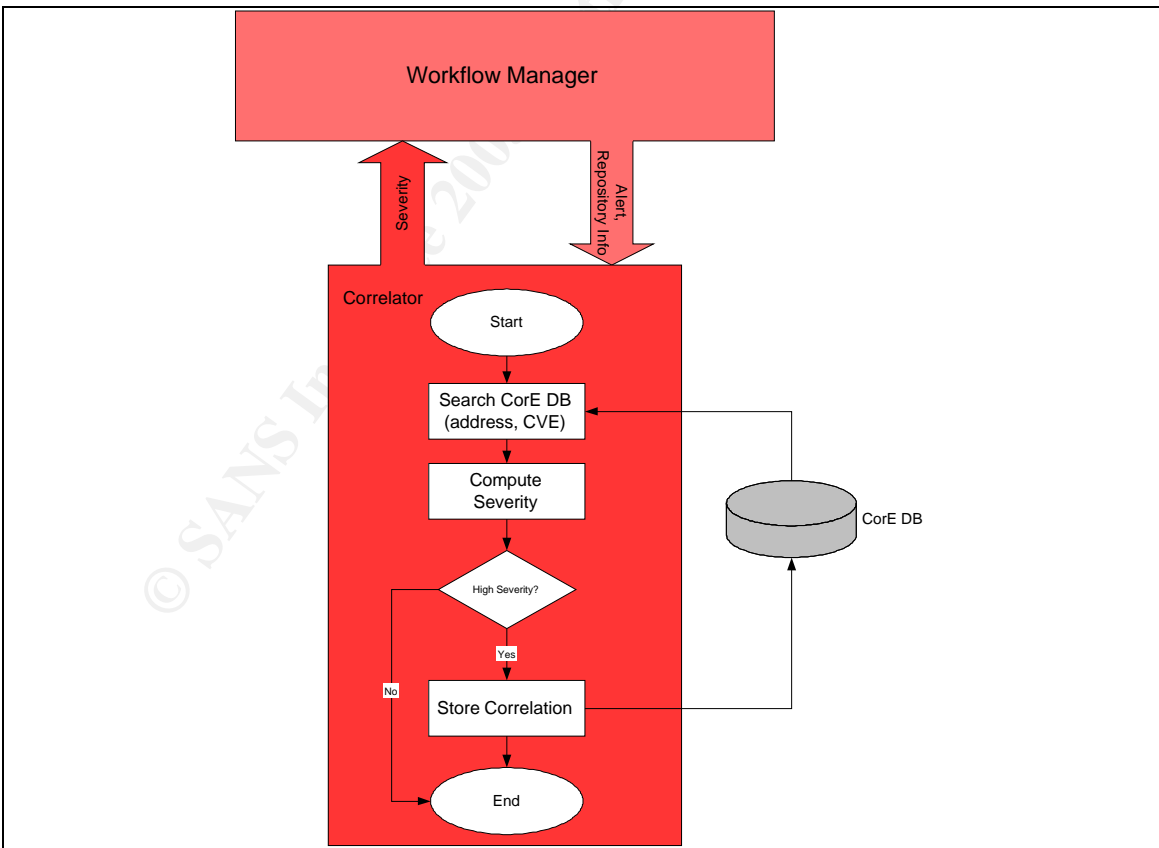 Workflow Manager
Severity
Alert,
Repository Info
Correlator
Start
Search CorE DB
(address, CVE)
Compute
Severity
CorE DB
High Severity?
Yes
No
Store Correlation
End
© SANS In
200